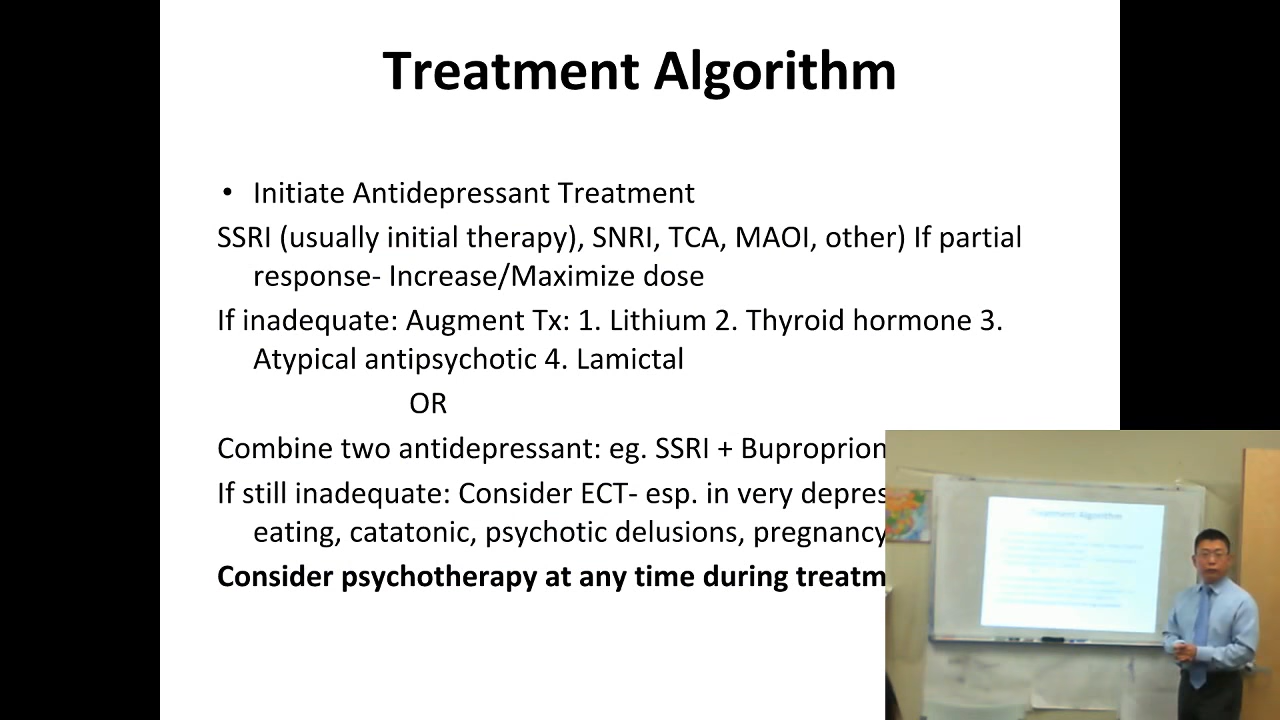 Treatment Algorithm
• Initiate Antidepressant Treatment
SSRI (usually initial therapy), SNRI, TCA, MAOI, other) If partial
response- Increase/Maximize dose
If inadequate: Augment Tx: 1. Lithium 2. Thyroid hormone 3.
Atypical antipsychotic 4. Lamictal
OR
Combine two antidepressant: eg. SSRI + Buproprion
If still inadequate: Consider ECT- esp. in very depres
eating, catatonic, psychotic delusions, pregnancy
Consider psychotherapy at any time during treatm
Treatment Algorithm